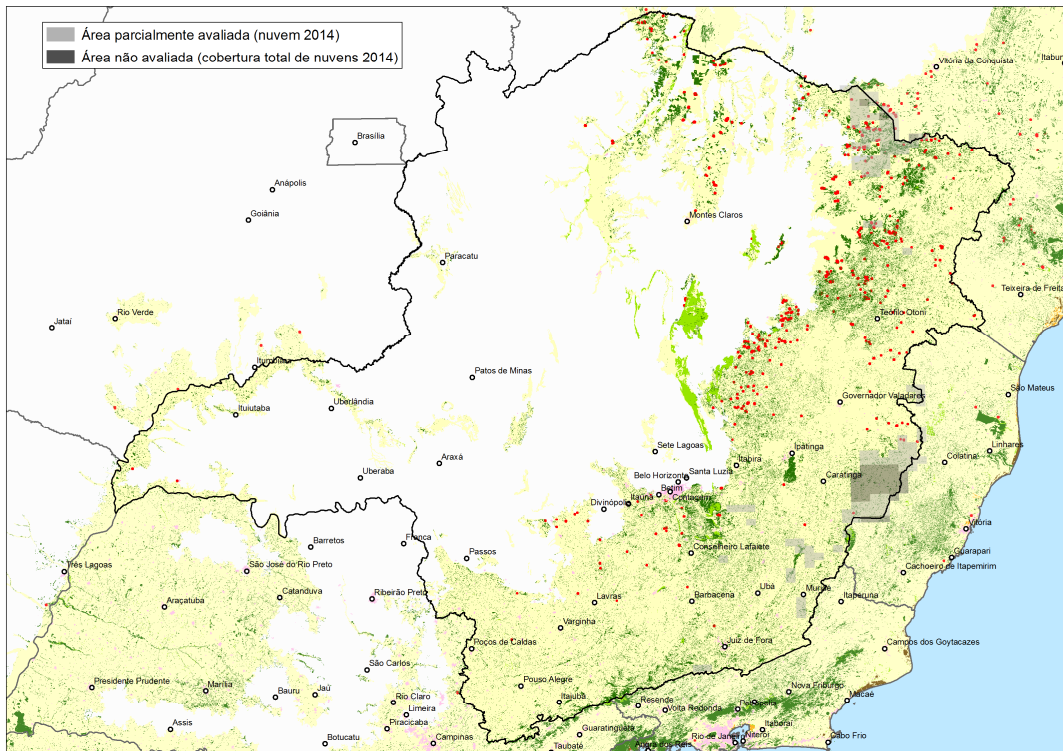 Área parcialmente avaliada (nuvem 2014)
Área não avaliada (cobertura total de nuvens 2014)
Vitória da Conquista
Itabun
Brasília
Anápolis
Goiânia
Montes Claros
Paracatu
Teixeira de Freita
Rio Verde
Jataí
Teófilo Otoni
Itumbiara
Patos de Minas
São Mateus
Governador Valadares
Ituiutaba
Uberlândia
Sete Lagoas
Ipatinga
Linhares
Araxá
Itabira
Colatina
Uberaba
Belo Horizonte
Santa Luzia
Caratinga
Betim
Contagem
Itaúna
Divinópolis
Vitória
Barretos
Franca
Passos
Conselheiro Lafaiete
Guarapari
Três Lagoas
São José do Rio Preto
Cachoeiro de Itapemirim
Catanduva
Ribeirão Preto
Ubá
Muriaé
Araçatuba
Lavras
Barbacena
Itaperuna
Varginha
Juiz de Fora
Poços de Caldas
Campos dos Goytacazes
São Carlos
Presidente Prudente
Marília
Pouso Alegre
Bauru
Jaú
Rio Claro
Itajubá
Resende
Nova Friburgo
Macaé
Limeira
Volta Redonda
Petrópolis
Assis
Piracicaba
Itaboraí
Botucatu
Campinas
Guaratinguetá
Taubaté
Angra dos Reis
Rio de Janeiro
Niterói
Cabo Frio